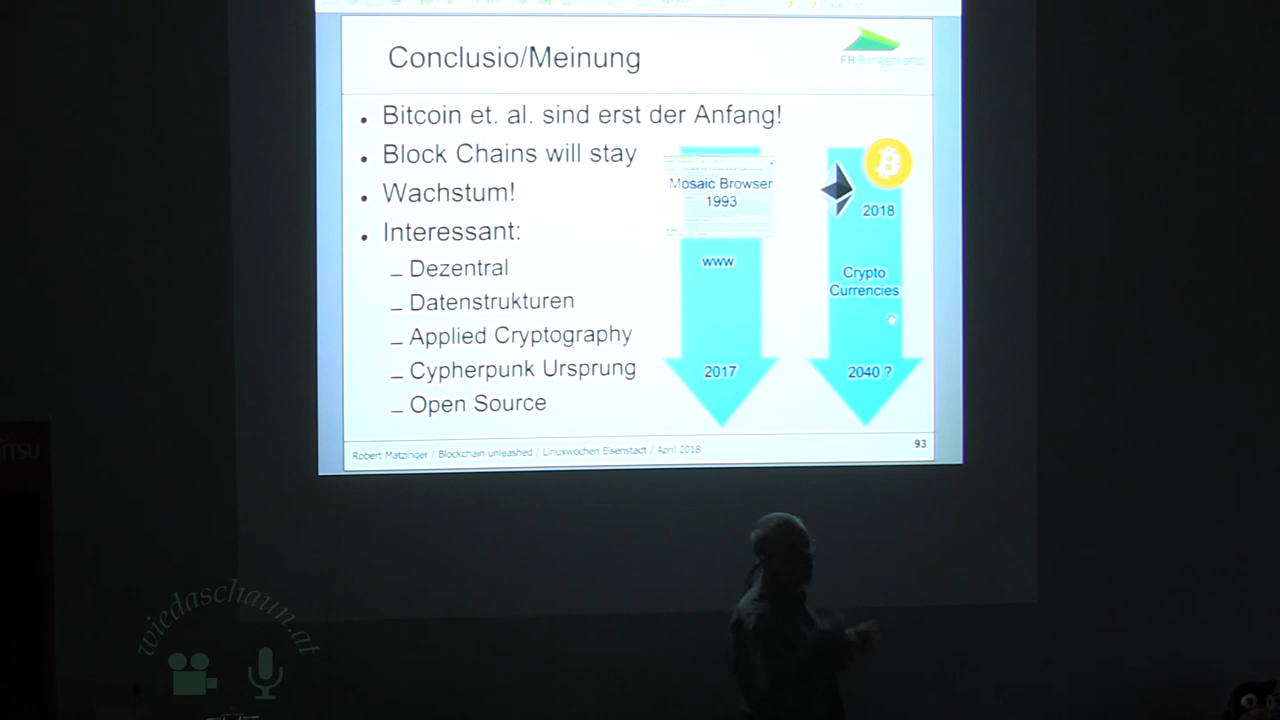 Conclusio/Meinung
FH Burgenland
• Bitcoin et. al. sind erst der Anfang!
• Block Chains will stay
• Wachstum!
• Interessant:
– Dezentral
– Datenstrukturen
– Applied Cryptography
– Cypherpunk Ursprung
– Open Source
Mosaic Browser
1993
www
2017
2018
Crypto
Currencies
2040 ?
Robert Matzinger / Blockchain unleashed / Linuxwochen Eisenstadt / April 2018
93
wiedaschaun.at